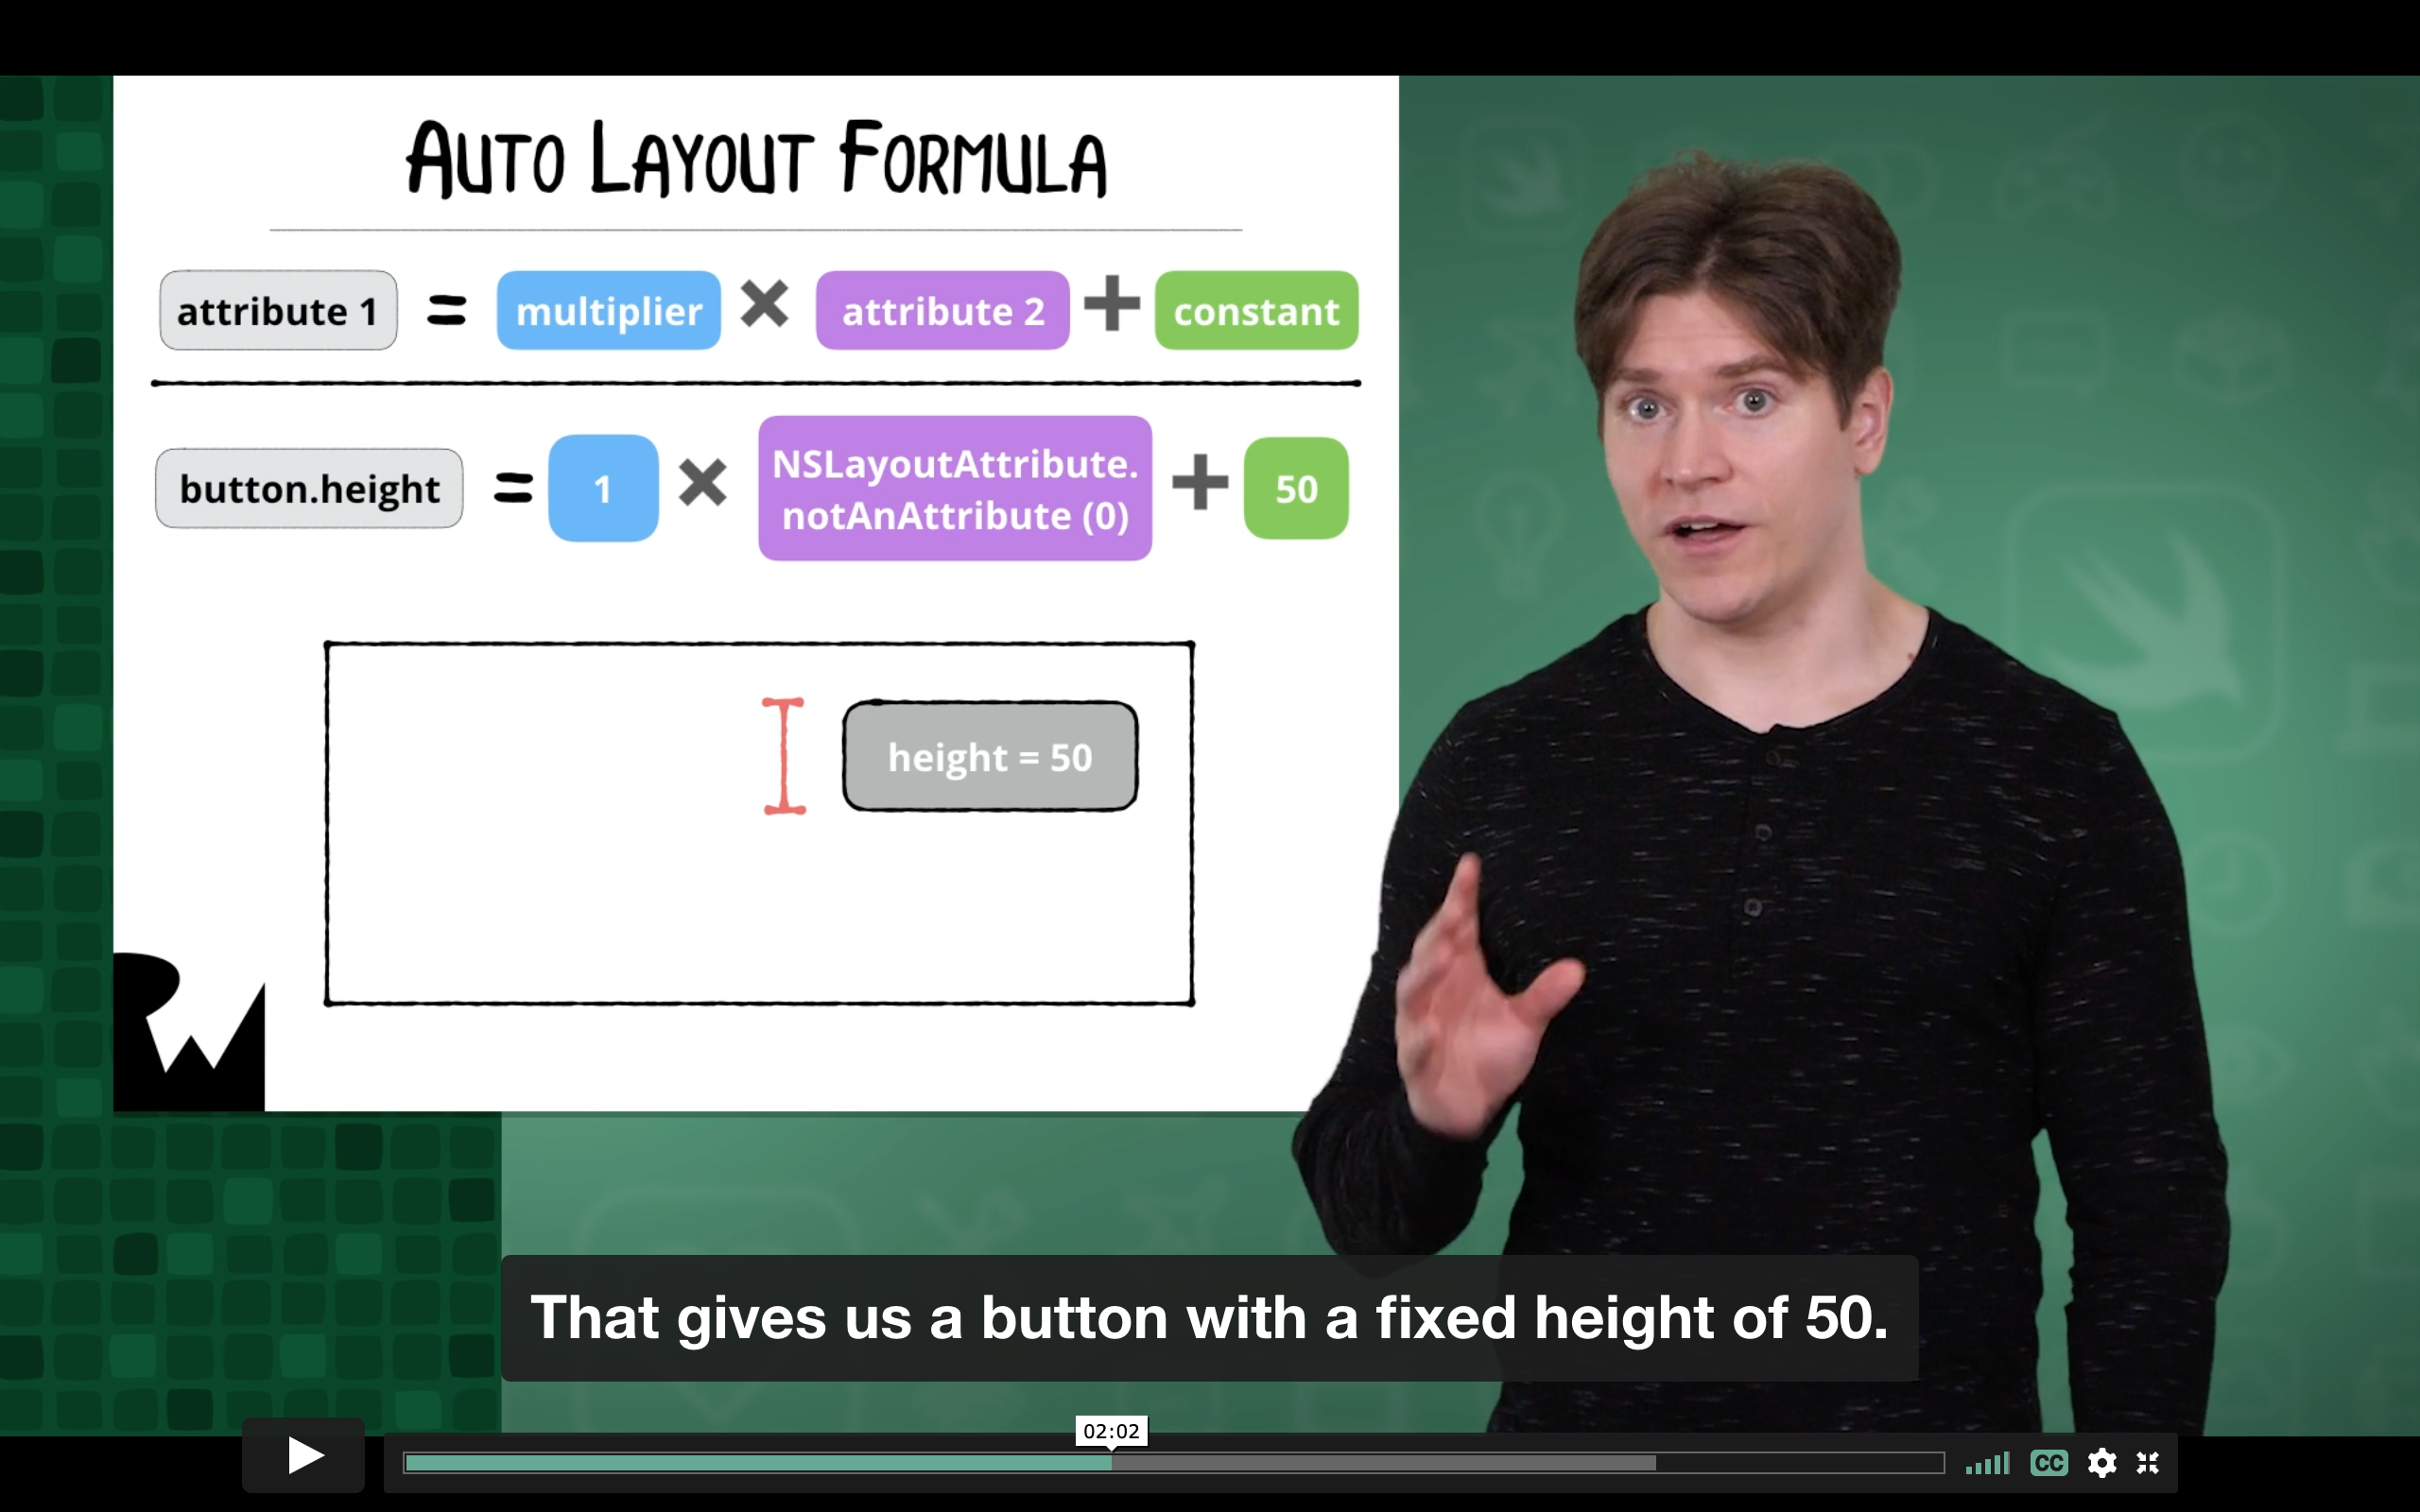 AUTO LAYOUT FORMULA
attribute 1 = multiplier × attribute 2 + constant
button.height = 1 × NSLayoutAttribute.
notAnAttribute (0) + 50
height = 50
RW
That gives us a button with a fixed height of 50.
02:02
CC